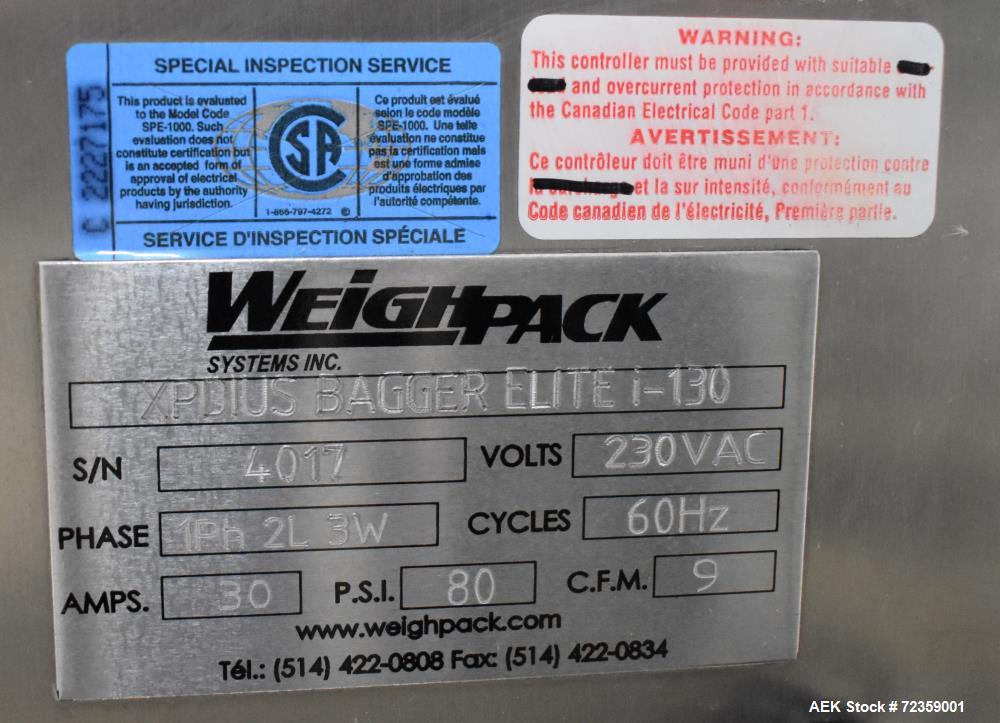 SPECIAL INSPECTION SERVICE
C 2227175
This product is evaluated
to the Model Code
SPE-1000. Such
evaluation does not
constitute certification but
is an accepted form of
approval of electrical
products by the authority
having jurisdiction.
1-866-797-4272 ©
Ce produit est évalué
selon le code modèle
SPE-1000. Une telle
évaluation ne constitue
pas la certification mais
est une forme admise
d'approbation des
produits électriques par
l'autorité compétente.
SERVICE D'INSPECTION SPÉCIALE
WARNING:
This controller must be provided with suitable
and overcurrent protection in accordance with
the Canadian Electrical Code part 1.
AVERTISSEMENT:
Ce contrôleur doit être muni d'une protection contre
et la sur intensité, conformément au
Code canadien de l'électricité, Première partie.
WEIGHPACK
SYSTEMS INC.
XPDIUS BAGGER ELITE i-130
S/N 4017 VOLTS 230VAC
PHASE 1Ph 2L 3W CYCLES 60Hz
AMPS. 30 P.S.I. 80 C.F.M. 9
www.weighpack.com
Tél.: (514) 422-0808 Fax: (514) 422-0834
AEK Stock # 72359001